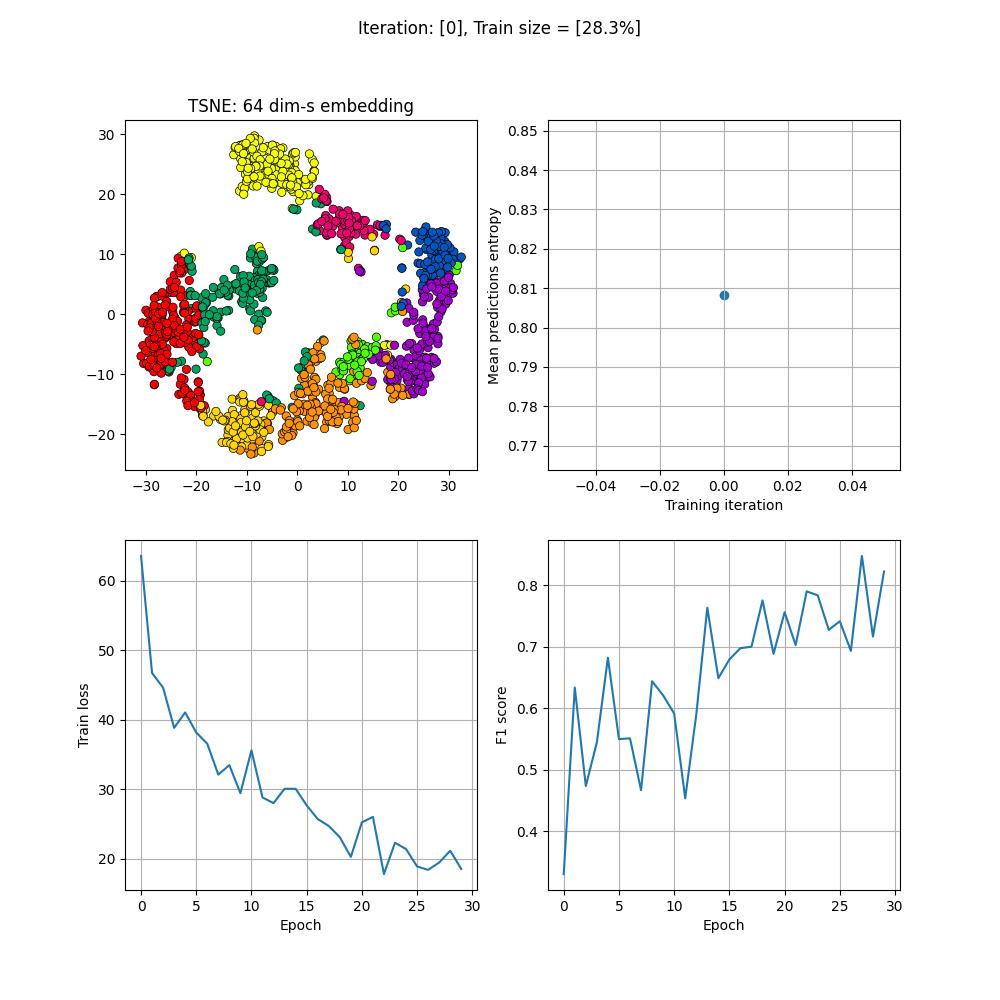 Iteration: [0], Train size = [28.3%]
TSNE: 64 dim-s embedding
30
20
10
0
−10
−20
−30 −20 −10 0 10 20 30
Mean predictions entropy
0.85
0.84
0.83
0.82
0.81
0.80
0.79
0.78
0.77
−0.04 −0.02 0.00 0.02 0.04
Training iteration
Train loss
60
50
40
30
20
0 5 10 15 20 25 30
Epoch
F1 score
0.8
0.7
0.6
0.5
0.4
0 5 10 15 20 25 30
Epoch